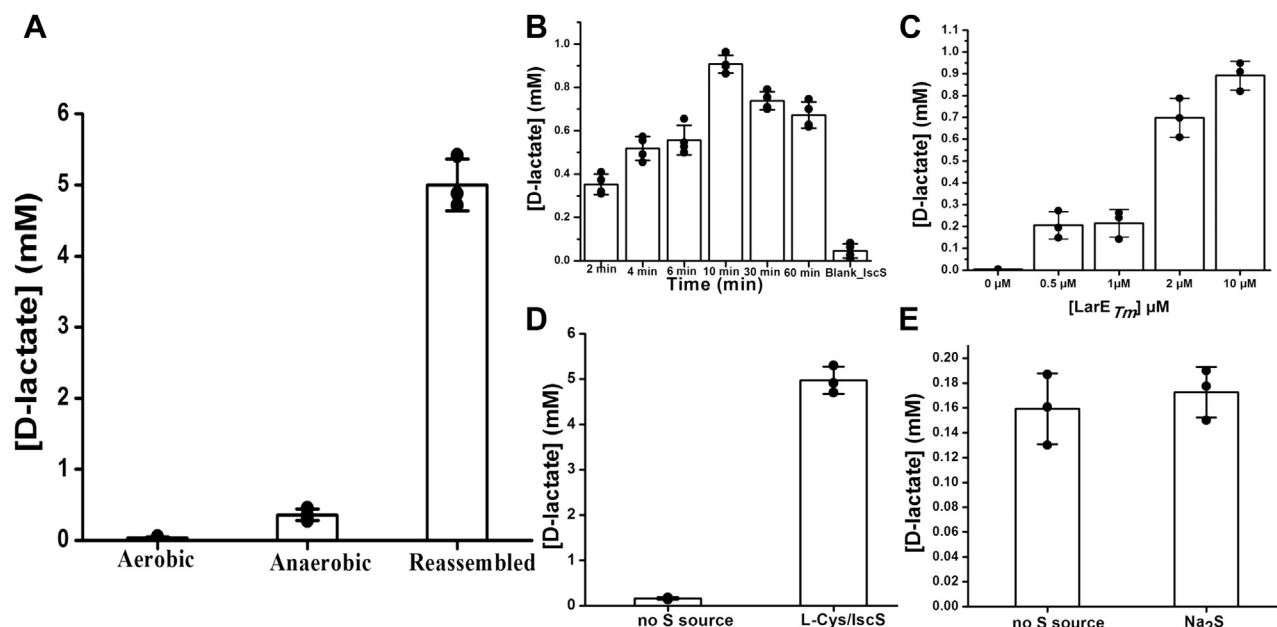 A
[D-lactate] (mM)
6
5
4
3
2
1
0
Aerobic
Anaerobic
Reassembled
B
[D-lactate] (mM)
1.0
0.8
0.6
0.4
0.2
0.0
2 min
4 min
6 min
10 min
30 min
60 min
Blank_IscS
Time (min)
C
[D-lactate] (mM)
1.1
1.0
0.9
0.8
0.7
0.6
0.5
0.4
0.3
0.2
0.1
0.0
0 µM
0.5 µM
1µM
2 µM
10 µM
[LarE Tm] µM
D
[D-lactate] (mM)
6
5
4
3
2
1
0
no S source
L-Cys/IscS
E
[D-lactate] (mM)
0.20
0.18
0.16
0.14
0.12
0.10
0.08
0.06
0.04
0.02
0.00
no S source
Na2S